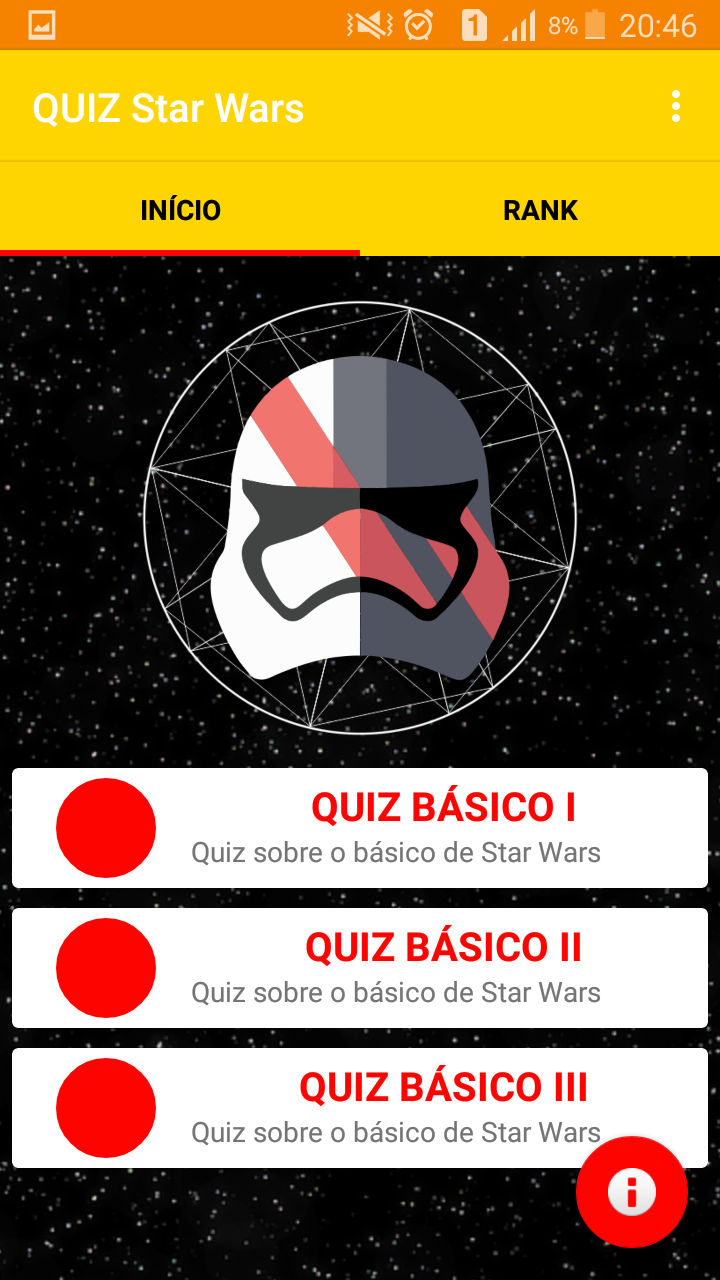 1 8% 20:46
QUIZ Star Wars
INÍCIO RANK
QUIZ BÁSICO I
Quiz sobre o básico de Star Wars
QUIZ BÁSICO II
Quiz sobre o básico de Star Wars
QUIZ BÁSICO III
Quiz sobre o básico de Star Wars
i